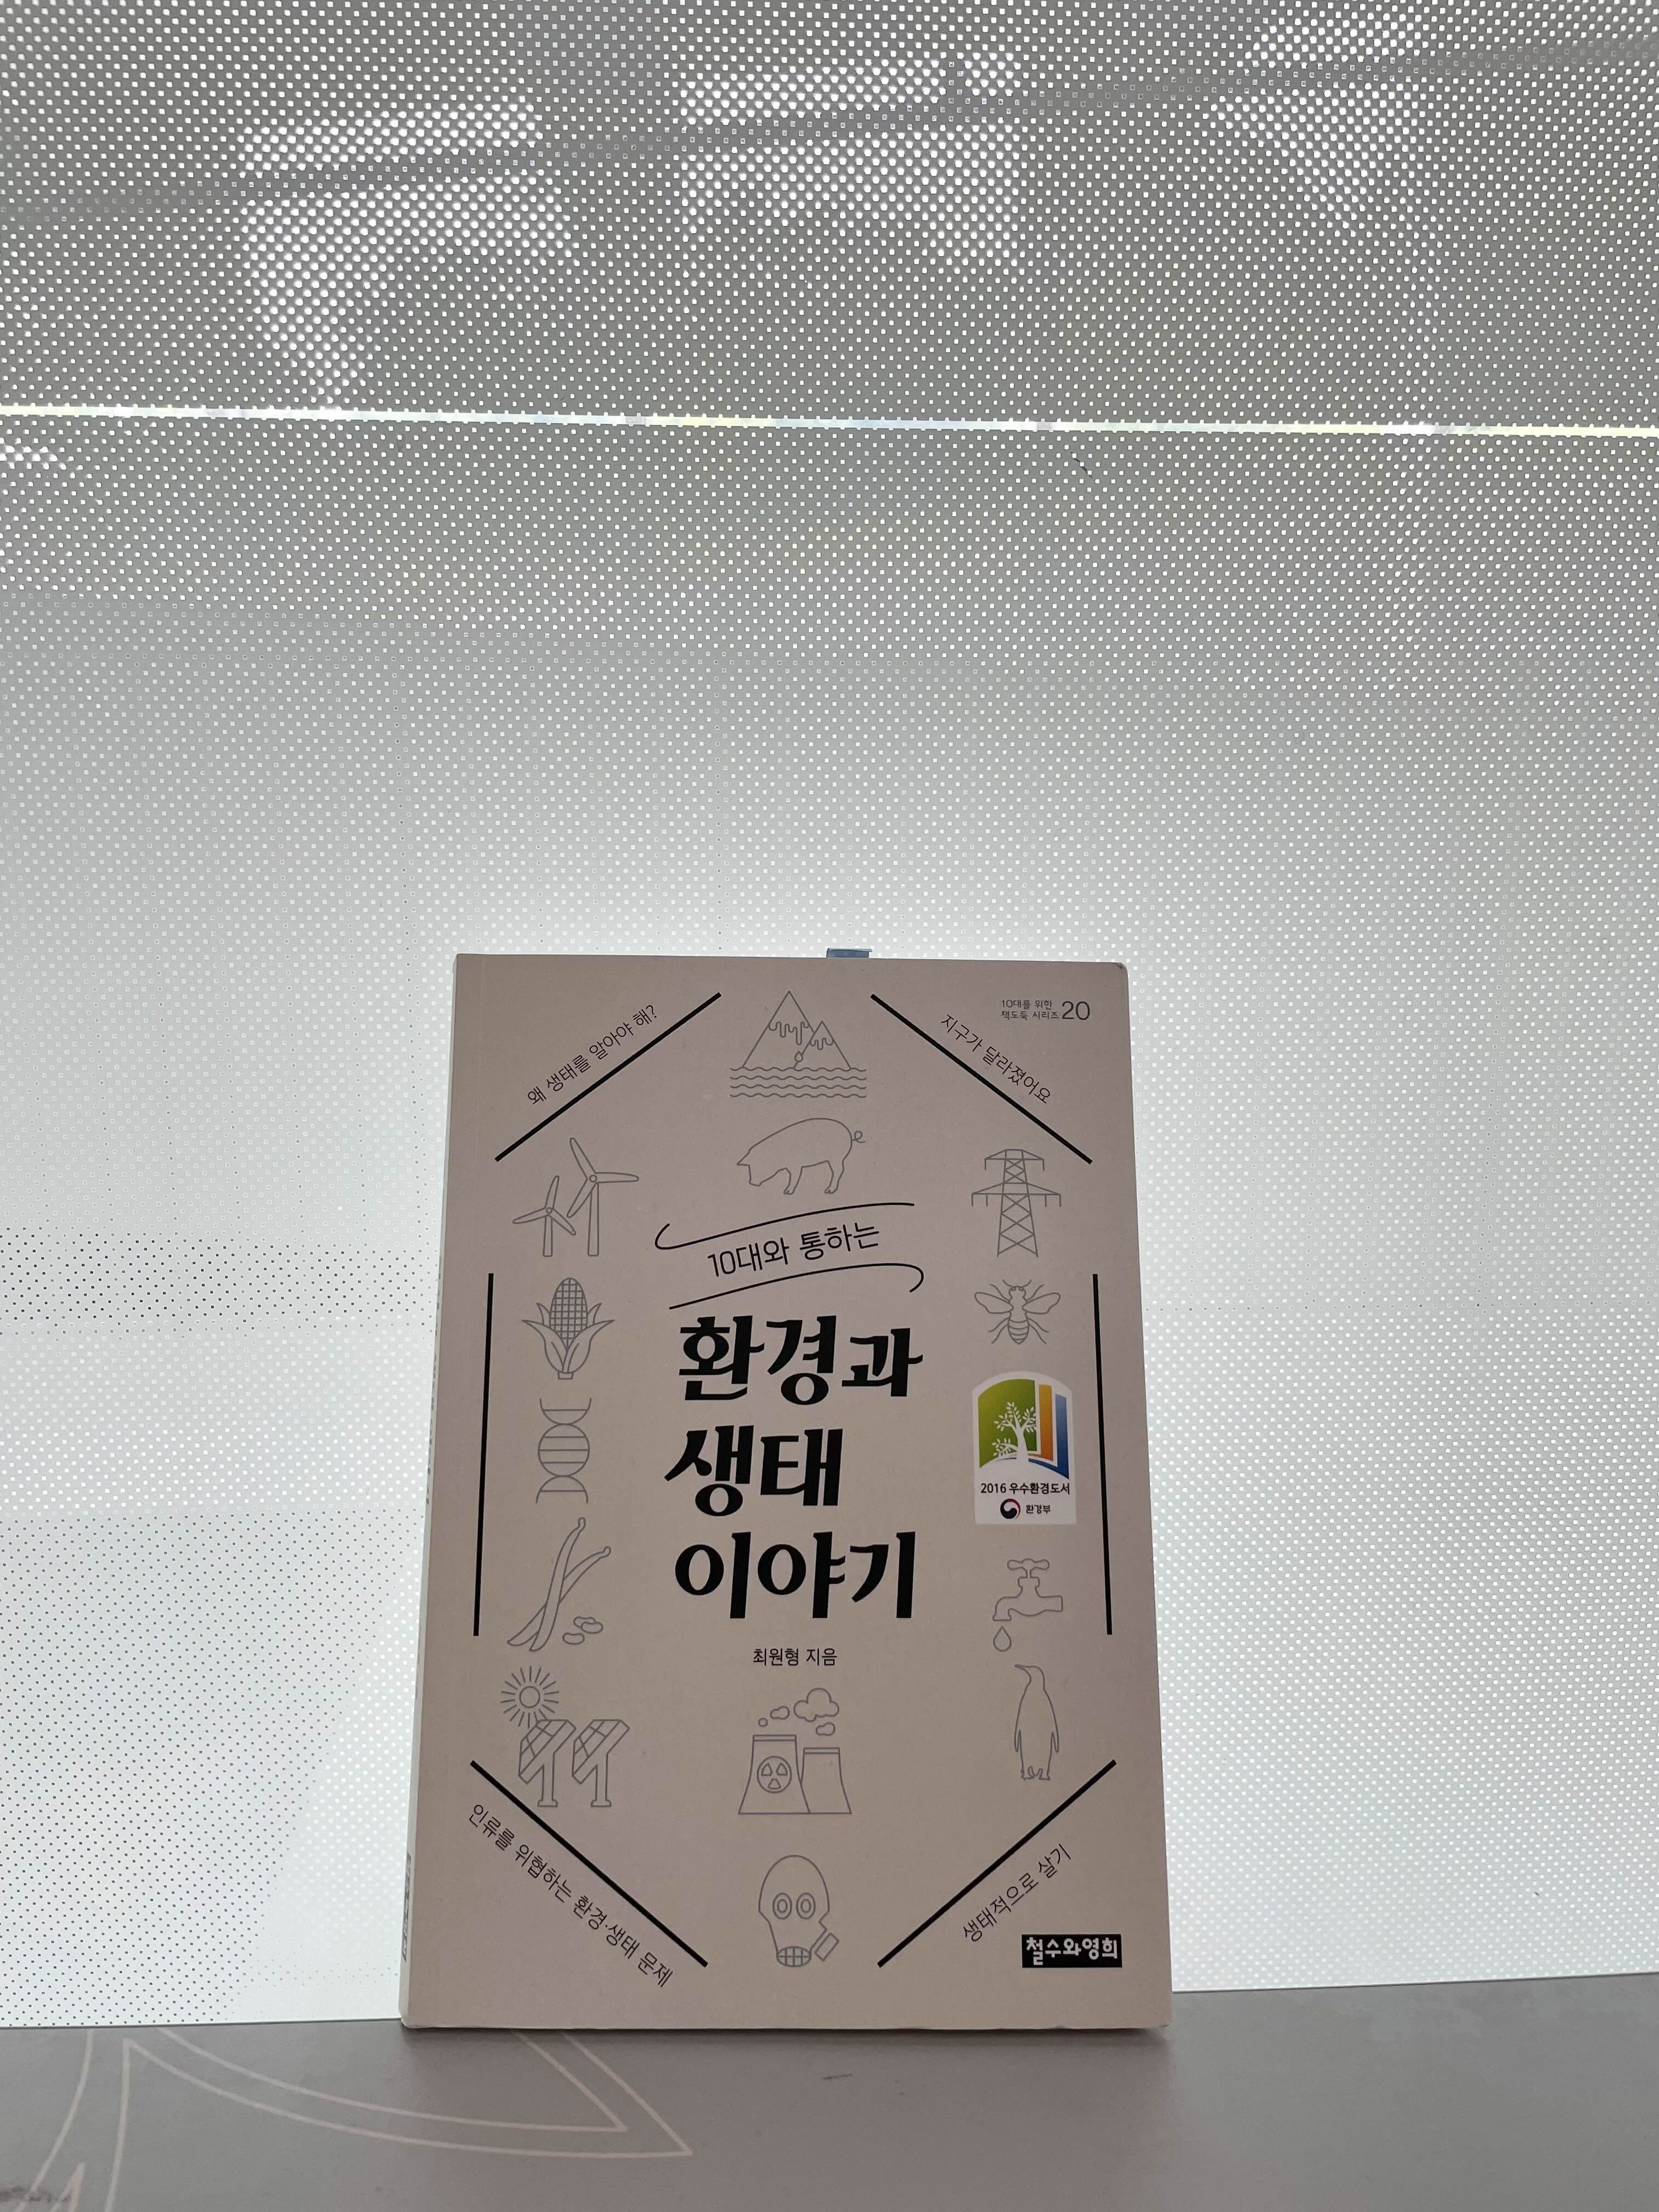 왜 생태를 알아야 해?
지구가 달라졌어요
10대를 위한
책도둑 시리즈 20
10대와 통하는
환경과
생태
이야기
2016 우수환경도서
환경부
최원형 지음
인류를 위협하는 환경·생태 문제
생태적으로 살기
철수와영희